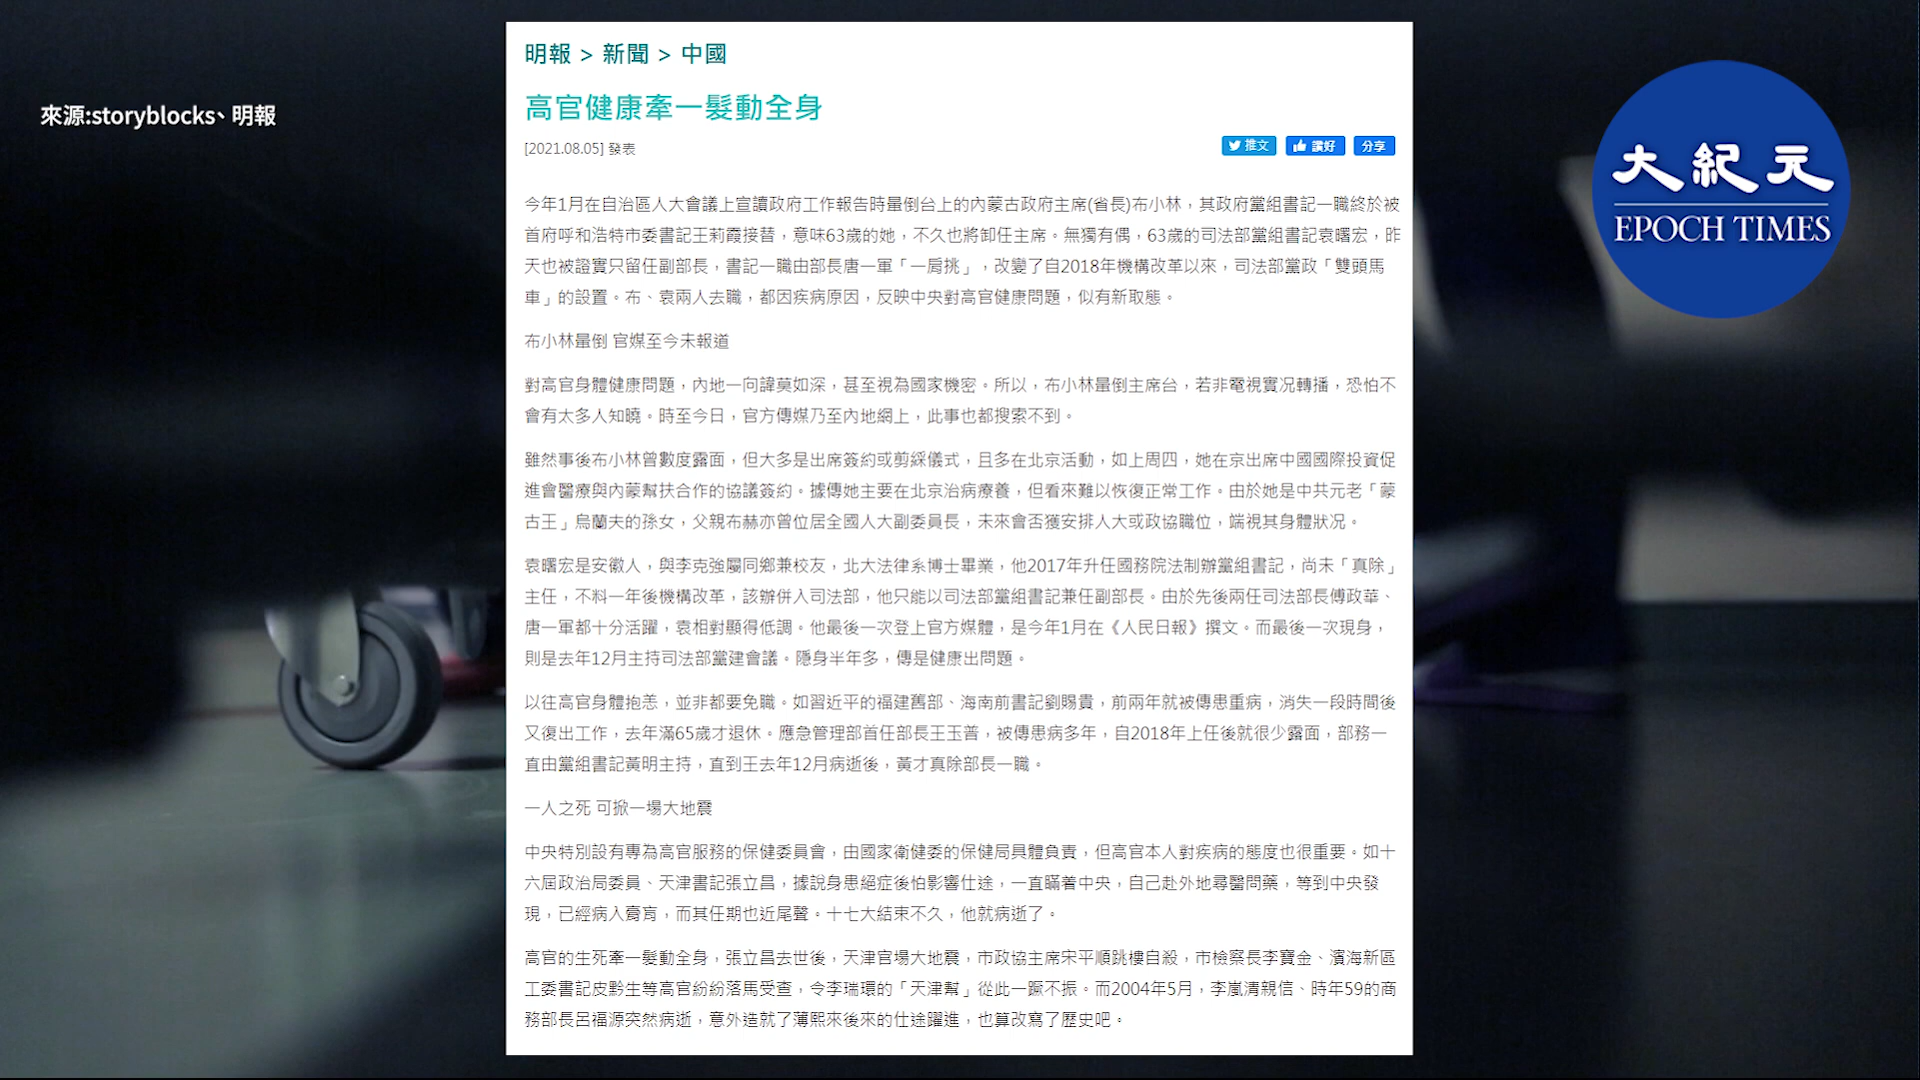 來源:storyblocks、明報
明報 > 新聞 > 中國
高官健康牽一髮動全身
[2021.08.05] 發表
推文
讚好
分享
大紀元
EPOCH TIMES
今年1月在自治區人大會議上宣讀政府工作報告時暈倒台上的內蒙古政府主席(省長)布小林，其政府黨組書記一職終於被
首府呼和浩特市委書記王莉霞接替，意味63歲的她，不久也將卸任主席。無獨有偶，63歲的司法部黨組書記袁曙宏，昨
天也被證實只留任副部長，書記一職由部長唐一軍「一肩挑」，改變了自2018年機構改革以來，司法部黨政「雙頭馬
車」的設置。布、袁兩人去職，都因疾病原因，反映中央對高官健康問題，似有新取態。
布小林暈倒 官媒至今未報道
對高官身體健康問題，內地一向諱莫如深，甚至視為國家機密。所以，布小林暈倒主席台，若非電視實況轉播，恐怕不
會有太多人知曉。時至今日，官方傳媒乃至內地網上，此事也都搜索不到。
雖然事後布小林曾數度露面，但大多是出席簽約或剪綵儀式，且多在北京活動，如上周四，她在京出席中國國際投資促
進會醫療與內蒙幫扶合作的協議簽約。據傳她主要在北京治病療養，但看來難以恢復正常工作。由於她是中共元老「蒙
古王」烏蘭夫的孫女，父親布赫亦曾位居全國人大副委員長，未來會否獲安排人大或政協職位，端視其身體狀況。
袁曙宏是安徽人，與李克強屬同鄉兼校友，北大法律系博士畢業，他2017年升任國務院法制辦黨組書記，尚未「真除」
主任，不料一年後機構改革，該辦併入司法部，他只能以司法部黨組書記兼任副部長。由於先後兩任司法部長傅政華、
唐一軍都十分活躍，袁相對顯得低調。他最後一次登上官方媒體，是今年1月在《人民日報》撰文。而最後一次現身，
則是去年12月主持司法部黨建會議。隱身半年多，傳是健康出問題。
以往高官身體抱恙，並非都要免職。如習近平的福建舊部、海南前書記劉賜貴，前兩年就被傳患重病，消失一段時間後
又復出工作，去年滿65歲才退休。應急管理部首任部長王玉普，被傳患病多年，自2018年上任後就很少露面，部務一
直由黨組書記黃明主持，直到王去年12月病逝後，黃才真除部長一職。
一人之死 可掀一場大地震
中央特別設有專為高官服務的保健委員會，由國家衛健委的保健局具體負責，但高官本人對疾病的態度也很重要。如十
六屆政治局委員、天津書記張立昌，據說身患絕症後怕影響仕途，一直瞞著中央，自己赴外地尋醫問藥，等到中央發
現，已經病入膏肓，而其任期也近尾聲。十七大結束不久，他就病逝了。
高官的生死牽一髮動全身，張立昌去世後，天津官場大地震，市政協主席宋平順跳樓自殺，市檢察長李寶金、濱海新區
工委書記皮黔生等高官紛紛落馬受查，令李瑞環的「天津幫」從此一蹶不振。而2004年5月，李嵐清親信、時年59的商
務部長呂福源突然病逝，意外造就了薄熙來後來的仕途躍進，也算改寫了歷史吧。